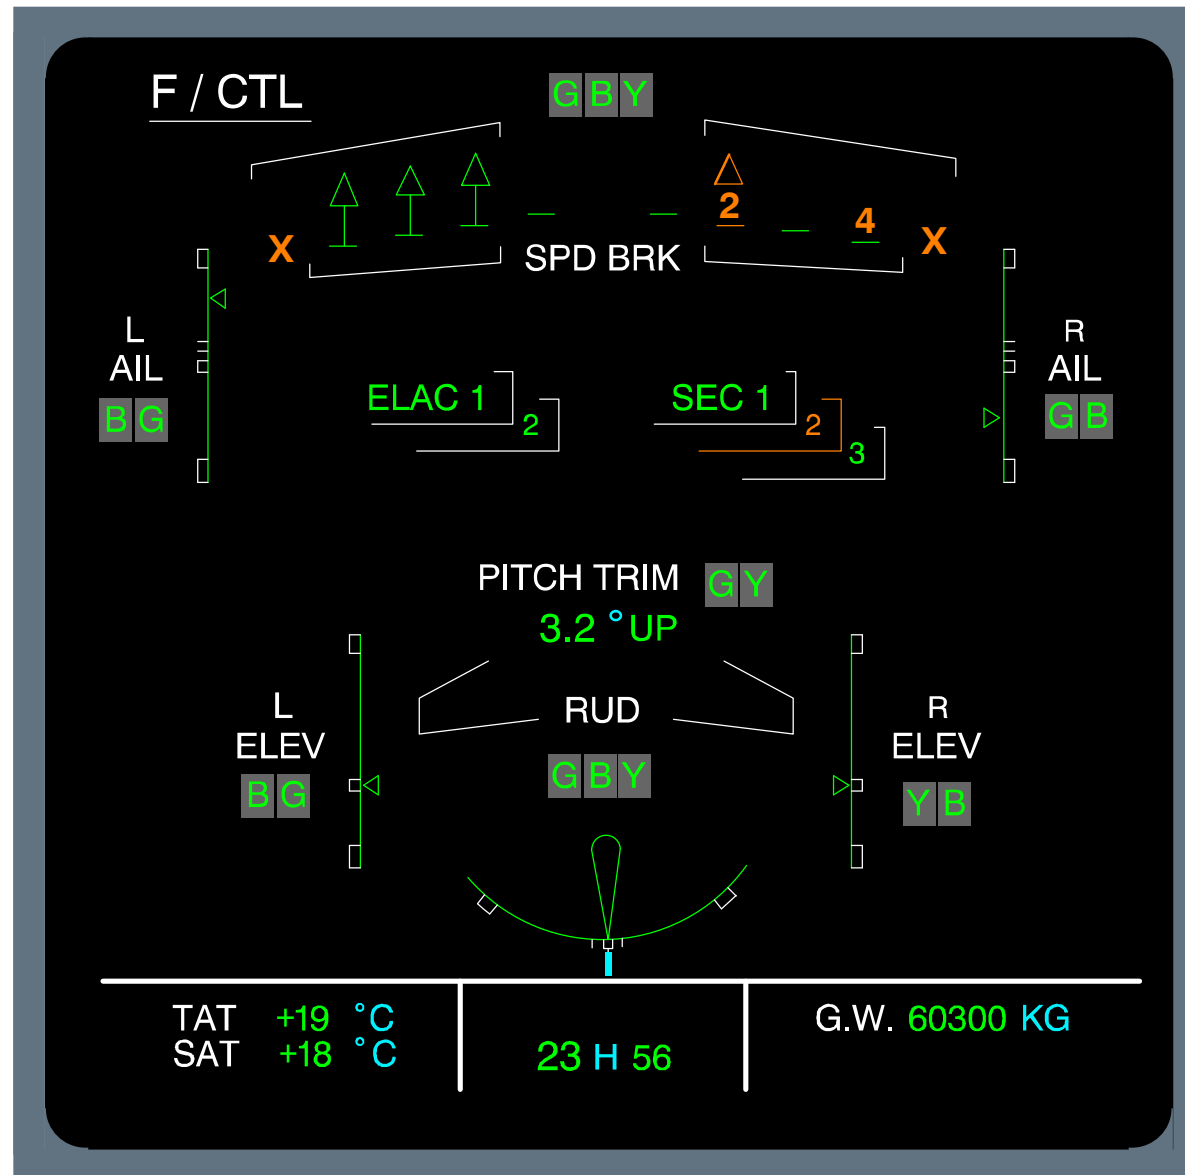 F / CTL
G B Y
2
4
X
X
SPD BRK
L
AIL
B G
R
AIL
G B
ELAC 1
2
SEC 1
2
3
PITCH TRIM G Y
3.2 ° UP
L
ELEV
B G
RUD
G B Y
R
ELEV
Y B
TAT +19 °C
SAT +18 °C
23 H 56
G.W. 60300 KG